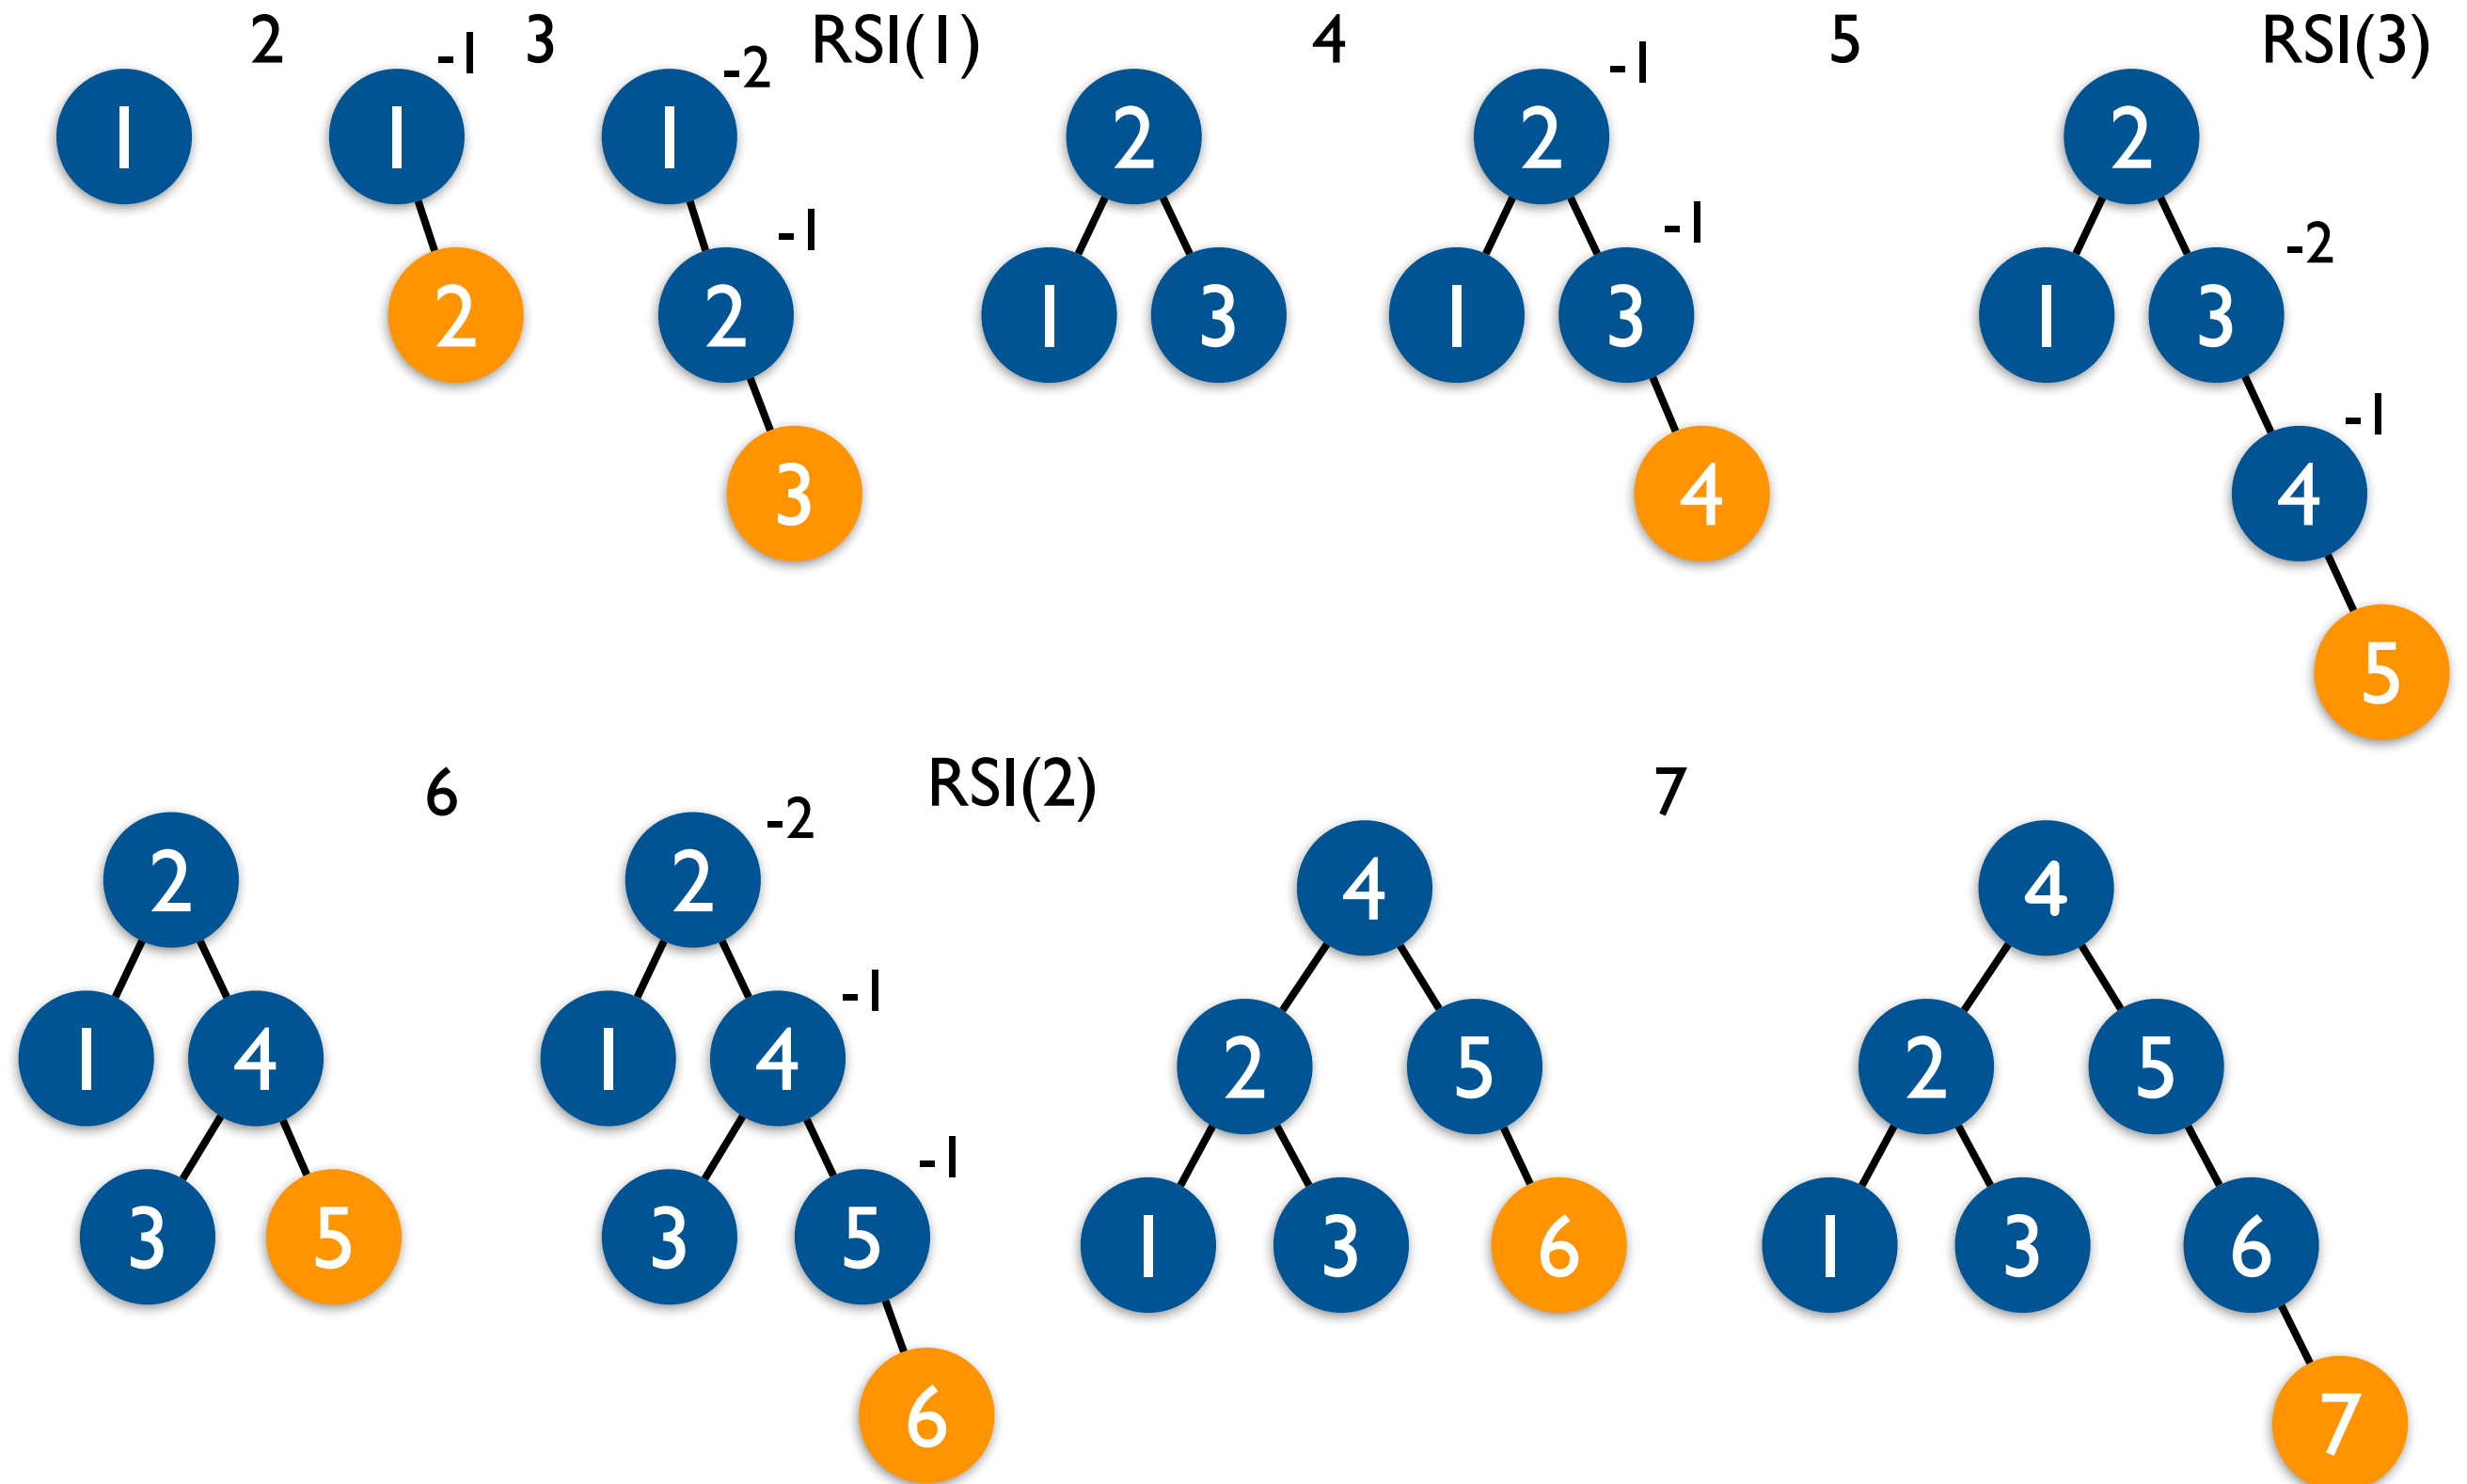 2 3 RSI(1) 4 5 RSI(3)
-1 -2 -1
1 1 1 2 2 2
-1 -1 -2
2 2 1 3 1 3 1 3
-1
3 4 4
5
6 RSI(2) 7
-2
2 2 4 4
-1
1 4 1 4 2 5 2 5
-1
3 5 3 5 1 3 6 1 3 6
6 7